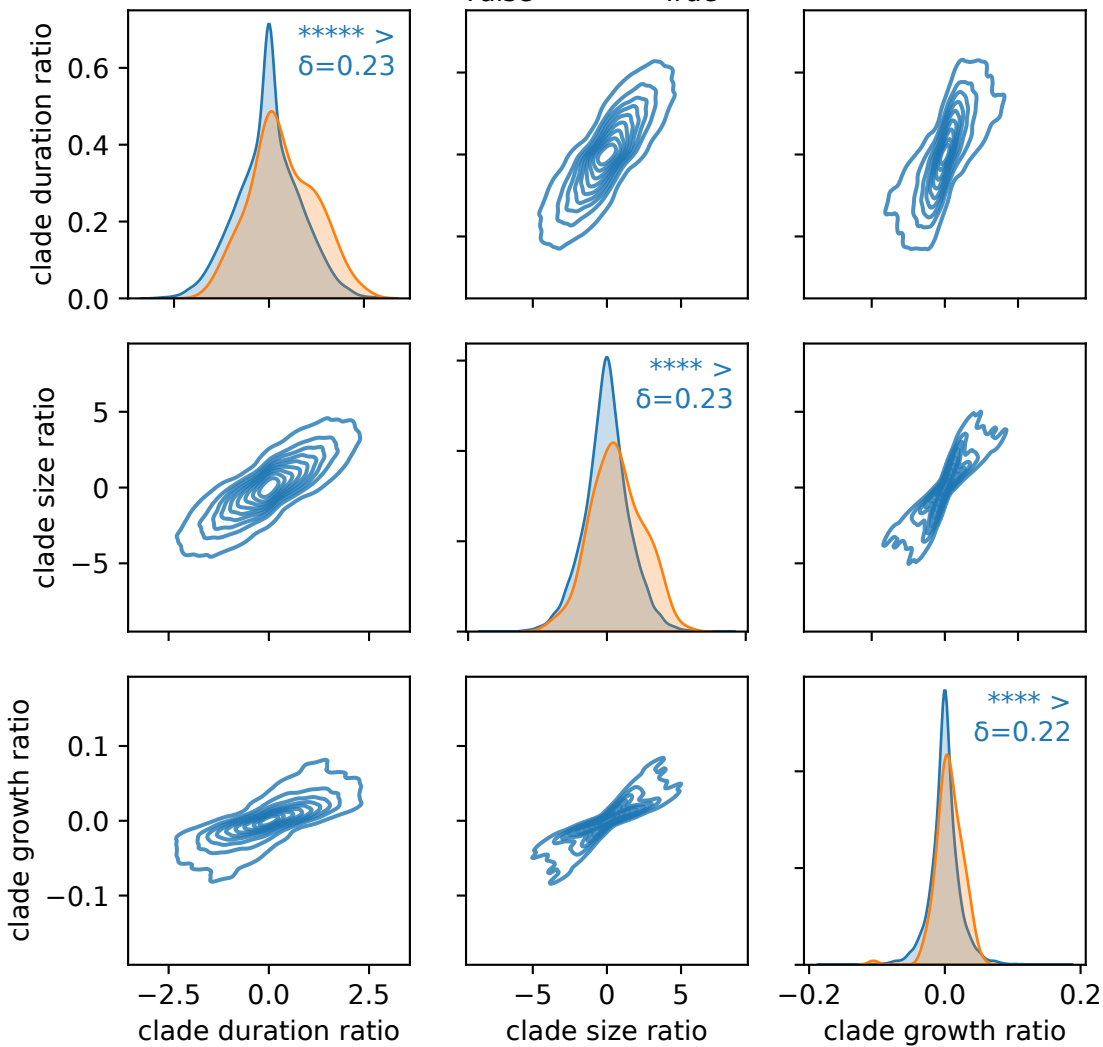 clade duration ratio
0.6
0.4
0.2
0.0
***** >
δ=0.23
clade size ratio
5
0
−5
**** >
δ=0.23
clade growth ratio
0.1
0.0
−0.1
**** >
δ=0.22
−2.5 0.0 2.5
−5 0 5
−0.2 0.0 0.2
clade duration ratio
clade size ratio
clade growth ratio